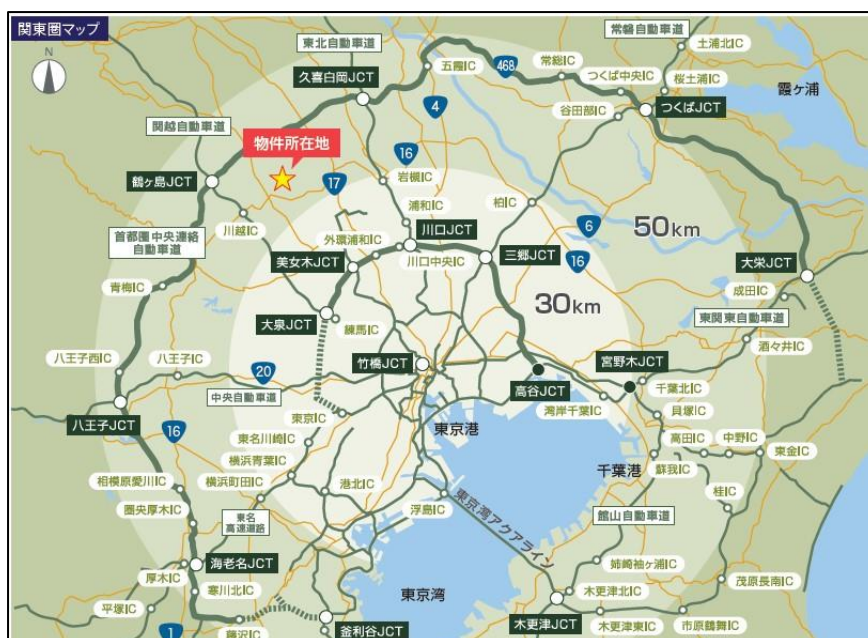 関東圏マップ
東北自動車道
常磐自動車道
土浦北IC
久喜白岡JCT
五霞IC
468
常総IC
つくば中央IC
桜土浦IC
霞ヶ浦
4
谷田部IC
つくばJCT
関越自動車道
物件所在地
16
岩槻IC
鶴ヶ島JCT
17
浦和IC
柏IC
6
50km
川越IC
外環浦和IC
川口JCT
首都圏中央連絡
自動車道
美女木JCT
川口中央IC
三郷JCT
16
大栄JCT
青梅IC
30km
成田IC
大泉JCT
練馬IC
東関東自動車道
八王子西IC
八王子IC
竹橋JCT
宮野木JCT
酒々井IC
20
高谷JCT
千葉北IC
中央自動車道
湾岸千葉IC
貝塚IC
八王子JCT
16
東京IC
東京港
東名川崎IC
高田IC
中野IC
東金IC
横浜青葉IC
千葉港
蘇我IC
相模原愛川IC
横浜町田IC
港北IC
圏央厚木IC
浮島IC
東京湾アクアライン
桂IC
東名
高速道路
館山自動車道
海老名JCT
姉崎袖ヶ浦IC
厚木IC
寒川北IC
東京湾
木更津北IC
茂原長南IC
平塚IC
1
藤沢IC
釜利谷JCT
木更津JCT
木更津東IC
市原鶴舞IC